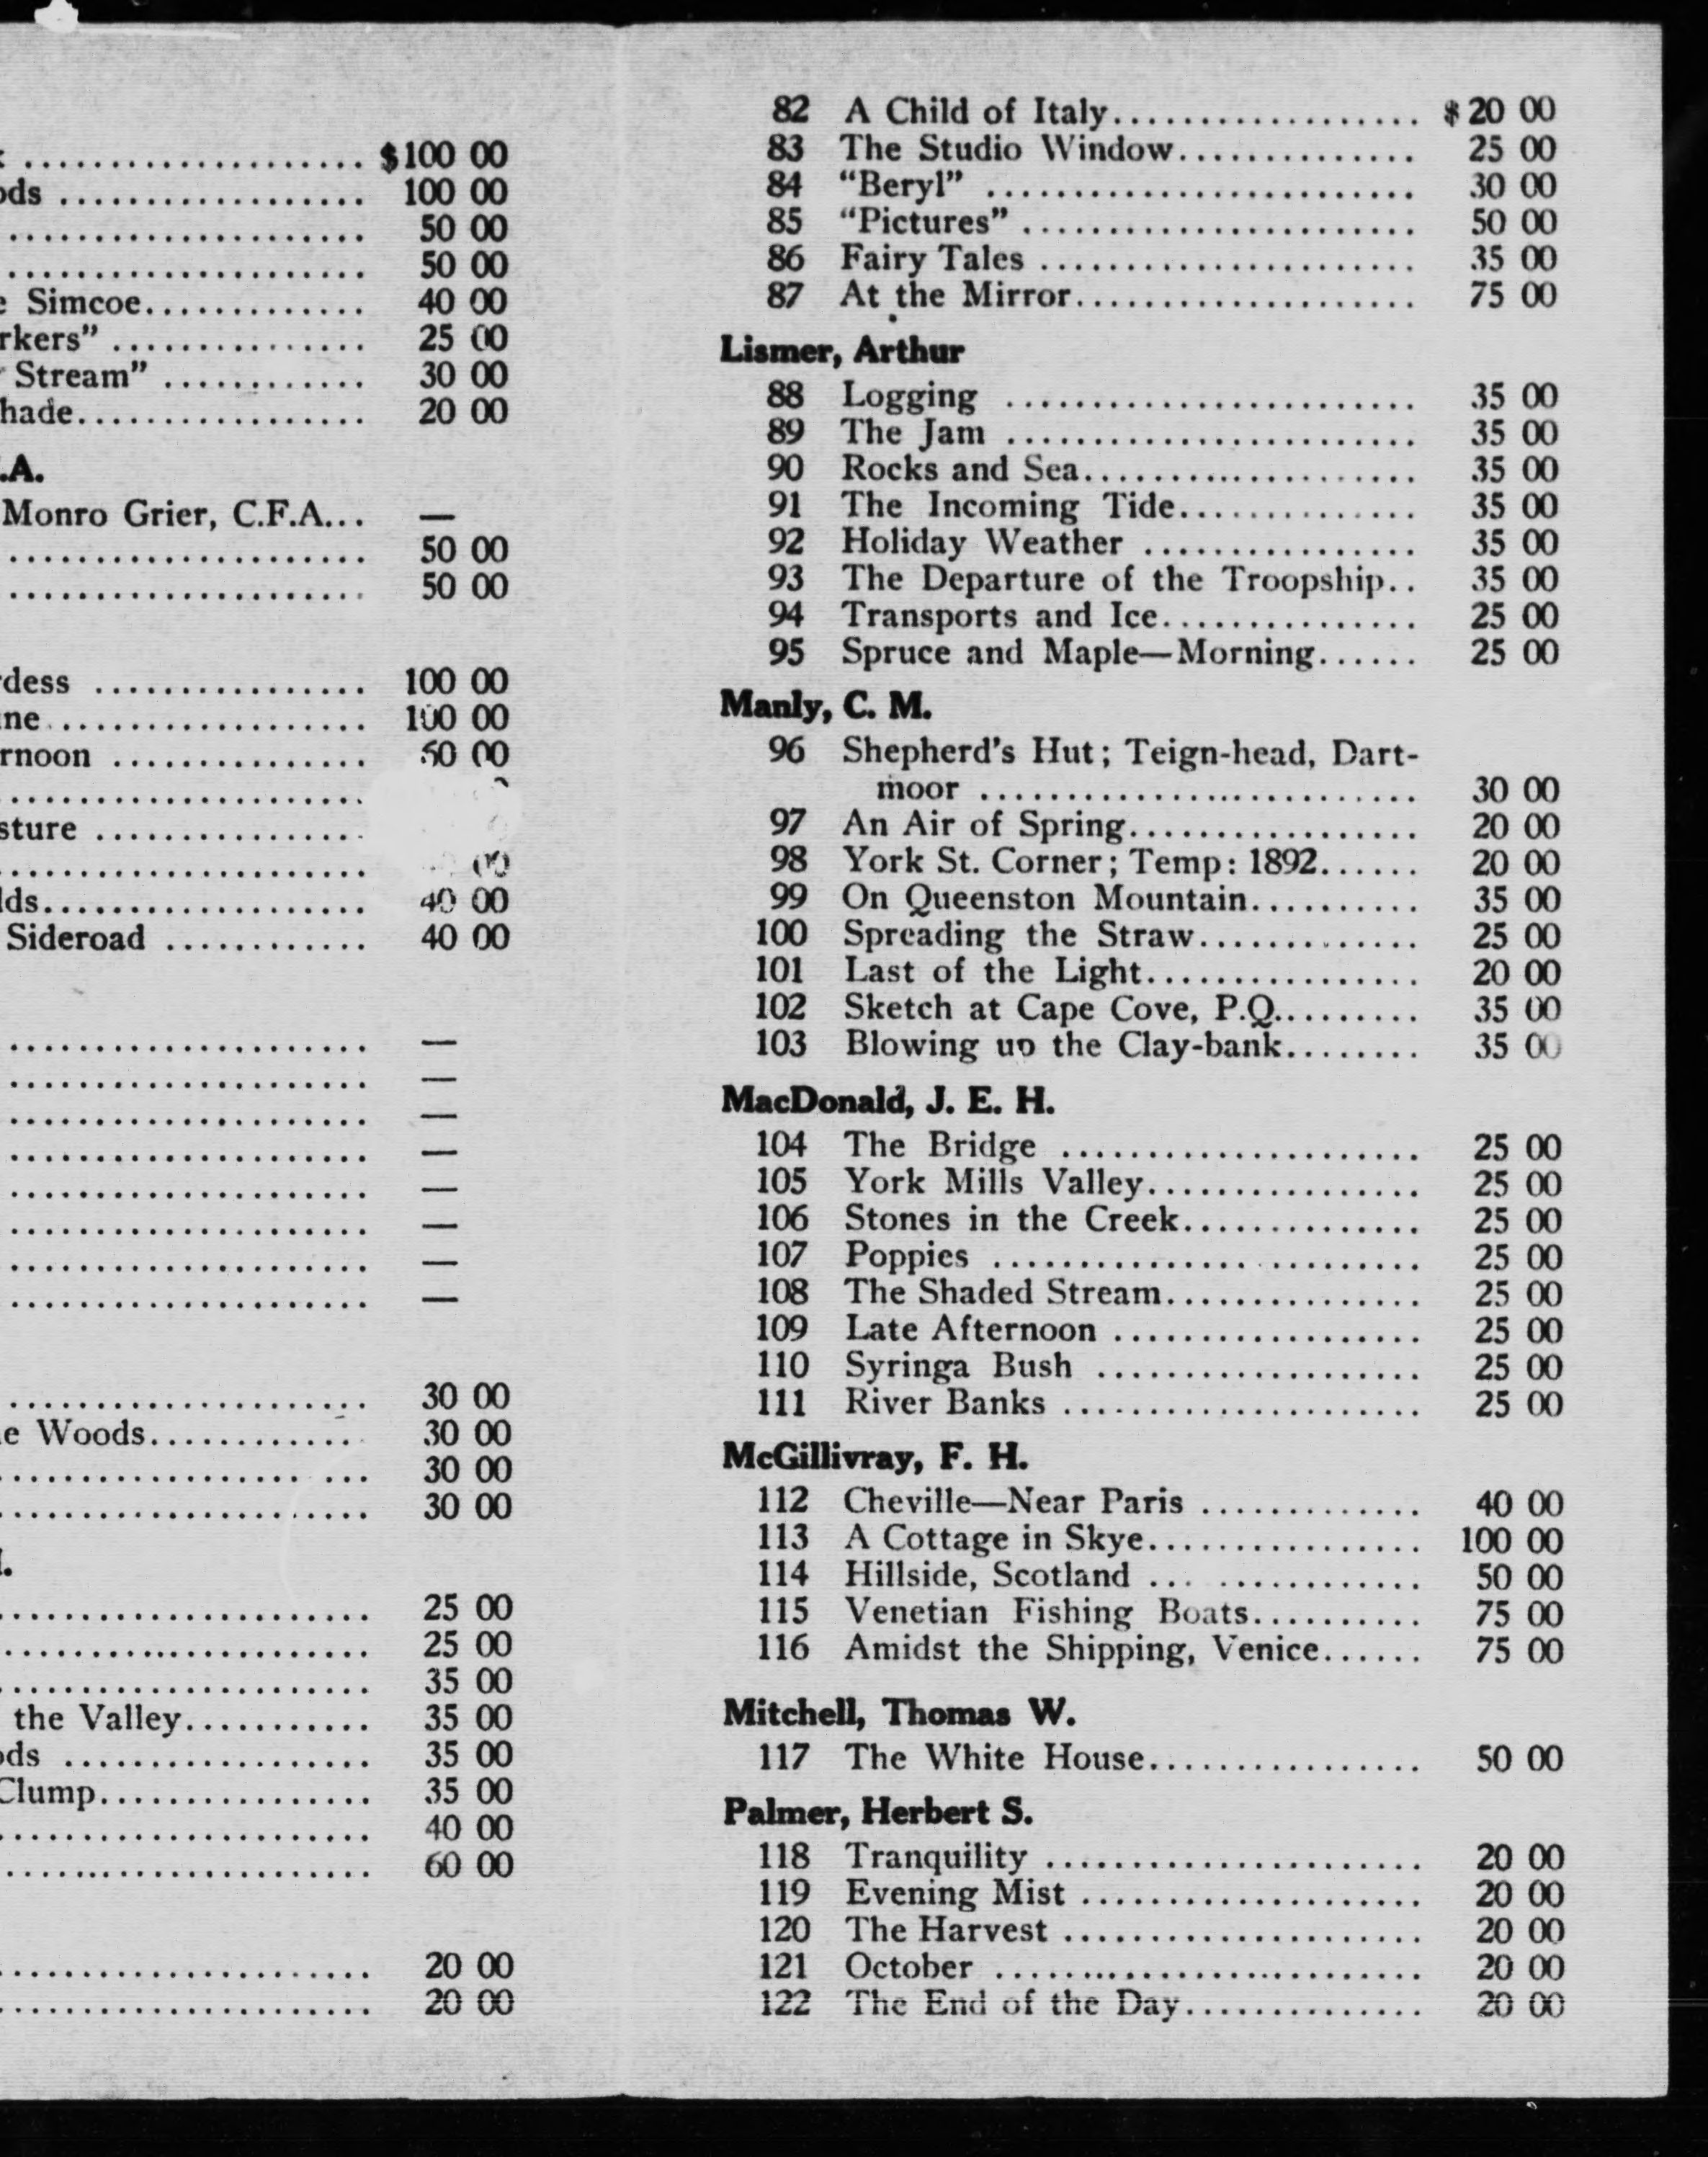 $100 00
ods 100 00
50 00
50 00
e Simcoe 40 00
rkers” 25 00
Stream” 30 00
hade 20 00
.A.
Monro Grier, C.F.A... —
50 00
50 00
dess 100 00
ne 100 00
rnoon 00
sture
lds 40 00
Sideroad 40 00
—
—
—
—
—
—
—
—
30 00
e Woods 30 00
30 00
30 00
25 00
25 00
35 00
the Valley 35 00
ods 35 00
Clump 35 00
40 00
60 00
20 00
20 00
82 A Child of Italy $20 00
83 The Studio Window 25 00
84 “Beryl” 30 00
85 “Pictures” 50 00
86 Fairy Tales 35 00
87 At the Mirror 75 00
Lismer, Arthur
88 Logging 35 00
89 The Jam 35 00
90 Rocks and Sea 35 00
91 The Incoming Tide 35 00
92 Holiday Weather 35 00
93 The Departure of the Troopship.. 35 00
94 Transports and Ice 25 00
95 Spruce and Maple—Morning 25 00
Manly, C. M.
96 Shepherd’s Hut; Teign-head, Dart-
moor 30 00
97 An Air of Spring 20 00
98 York St. Corner; Temp: 1892 20 00
99 On Queenston Mountain 35 00
100 Spreading the Straw 25 00
101 Last of the Light 20 00
102 Sketch at Cape Cove, P.Q. 35 00
103 Blowing up the Clay-bank 35 00
MacDonald, J. E. H.
104 The Bridge 25 00
105 York Mills Valley 25 00
106 Stones in the Creek 25 00
107 Poppies 25 00
108 The Shaded Stream 25 00
109 Late Afternoon 25 00
110 Syringa Bush 25 00
111 River Banks 25 00
McGillivray, F. H.
112 Cheville—Near Paris 40 00
113 A Cottage in Skye 100 00
114 Hillside, Scotland 50 00
115 Venetian Fishing Boats 75 00
116 Amidst the Shipping, Venice 75 00
Mitchell, Thomas W.
117 The White House 50 00
Palmer, Herbert S.
118 Tranquility 20 00
119 Evening Mist 20 00
120 The Harvest 20 00
121 October 20 00
122 The End of the Day 20 00